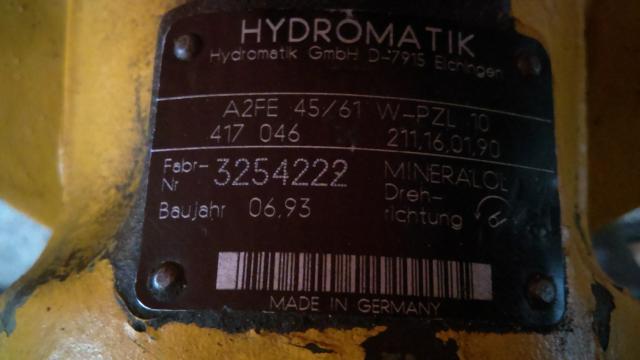 HYDROMATIK
Hydromatik GmbH D-7915 Elchingen
A2FE 45/61 W-PZL 10
417 046 211.16.01.90
Fabr-Nr 3254222 MINERALÖL
Baujahr 06.93 Dreh-richtung
MADE IN GERMANY